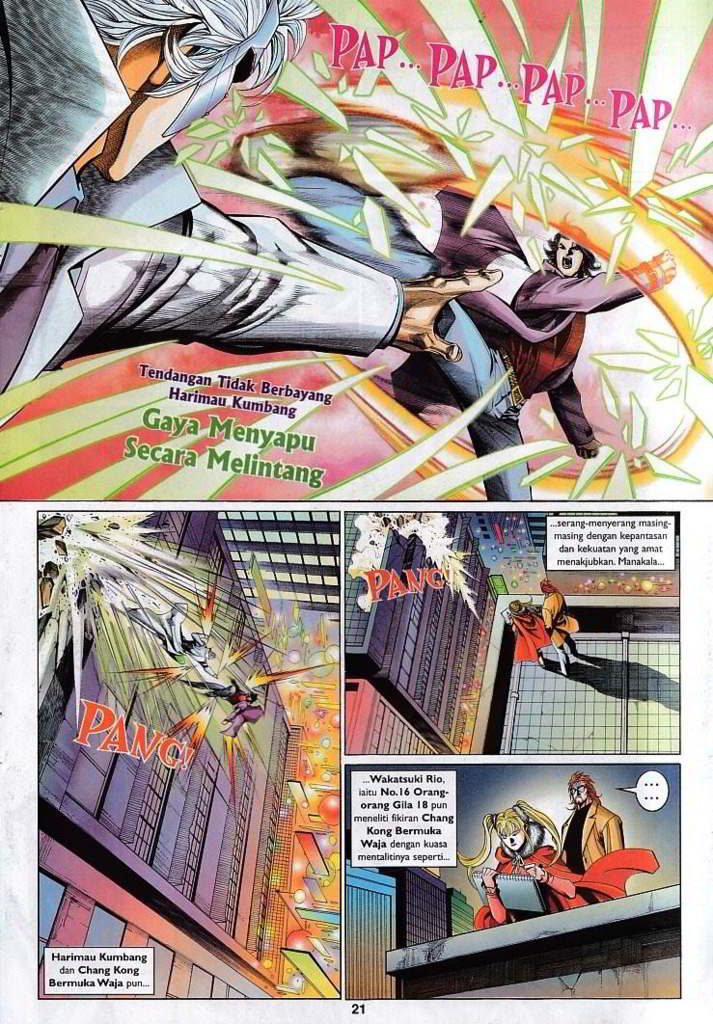 PAP... PAP... PAP... PAP...
Tendangan Tidak Berbayang
Harimau Kumbang
Gaya Menyapu
Secara Melintang
PANG!
Harimau Kumbang
dan Chang Kong
Bermuka Waja pun...
PANG!
...serang-menyerang masing-
masing dengan kepantasan
dan kekuatan yang amat
menakjubkan. Manakala...
...Wakatsuki Rio,
iaitu No.16 Orang-
orang Gila 18 pun
meneliti fikiran Chang
Kong Bermuka
Waja dengan kuasa
mentalitinya seperti...
...
...
21